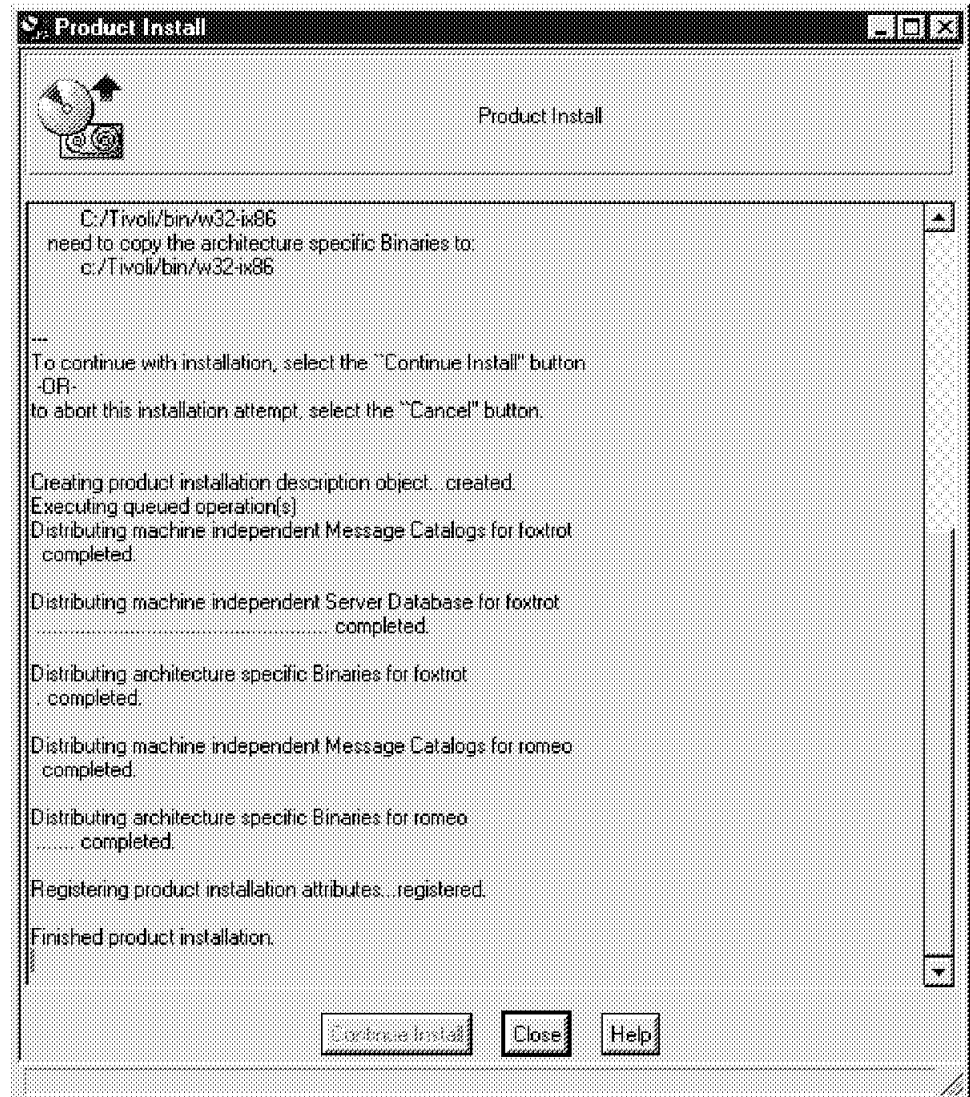 Product Install
Product Install
C:/Tivoli/bin/w32-ix86
need to copy the architecture specific Binaries to:
c:/Tivoli/bin/w32-ix86
---
To continue with installation, select the ``Continue Install'' button
-OR-
to abort this installation attempt, select the ``Cancel'' button.
Creating product installation description object...created.
Executing queued operation(s)
Distributing machine independent Message Catalogs for foxtrot
completed.
Distributing machine independent Server Database for foxtrot
................................................. completed.
Distributing architecture specific Binaries for foxtrot
. completed.
Distributing machine independent Message Catalogs for romeo
completed.
Distributing architecture specific Binaries for romeo
....... completed.
Registering product installation attributes...registered.
Finished product installation.
Continue Install Close Help